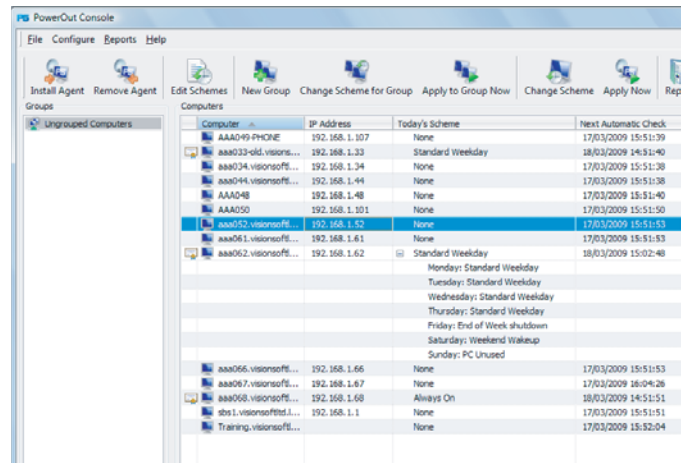 PowerOut Console
File Configure Reports Help
Install Agent Remove Agent Edit Schemes New Group Change Scheme for Group Apply to Group Now Change Scheme Apply Now Rep
Groups Computers
Ungrouped Computers
Computer IP Address Today's Scheme Next Automatic Check
AAA049-PHONE 192.168.1.107 None 17/03/2009 15:51:39
aaa033-old.visions... 192.168.1.33 Standard Weekday 18/03/2009 14:51:40
aaa034.visionsoftl... 192.168.1.34 None 17/03/2009 15:51:38
aaa044.visionsoftl... 192.168.1.44 None 17/03/2009 15:51:38
AAA048 192.168.1.48 None 17/03/2009 15:51:40
AAA050 192.168.1.101 None 17/03/2009 15:51:50
aaa052.visionsoftl... 192.168.1.52 None 17/03/2009 15:51:53
aaa061.visionsoftl... 192.168.1.61 None 17/03/2009 15:51:53
aaa062.visionsoftl... 192.168.1.62 Standard Weekday 18/03/2009 15:02:48
Monday: Standard Weekday
Tuesday: Standard Weekday
Wednesday: Standard Weekday
Thursday: Standard Weekday
Friday: End of Week shutdown
Saturday: Weekend Wakeup
Sunday: PC Unused
aaa066.visionsoftl... 192.168.1.66 None 17/03/2009 15:51:53
aaa067.visionsoftl... 192.168.1.67 None 17/03/2009 16:04:26
aaa068.visionsoftl... 192.168.1.68 Always On 18/03/2009 14:51:51
sbs1.visionsoftltd.l... 192.168.1.1 None 17/03/2009 15:51:51
Training.visionsoftl... None 17/03/2009 15:52:04